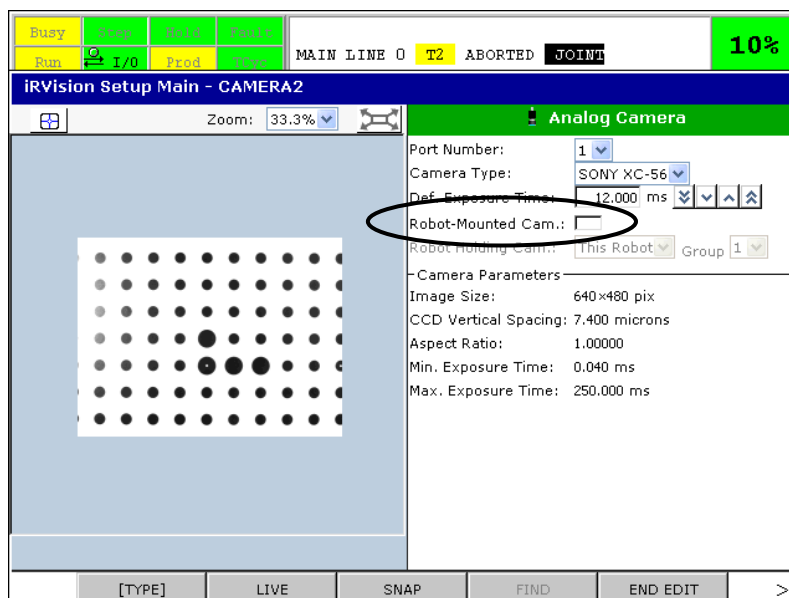 Busy Step Hold Fault
Run I/O Prod TCyc
MAIN LINE 0 T2 ABORTED JOINT
10%
iRVision Setup Main - CAMERA2
Zoom: 33.3%
Analog Camera
Port Number: 1
Camera Type: SONY XC-56
Def. Exposure Time: 12.000 ms
Robot-Mounted Cam.:
Robot Holding Cam.: This Robot Group 1
Camera Parameters
Image Size: 640×480 pix
CCD Vertical Spacing: 7.400 microns
Aspect Ratio: 1.00000
Min. Exposure Time: 0.040 ms
Max. Exposure Time: 250.000 ms
[TYPE] LIVE SNAP FIND END EDIT >